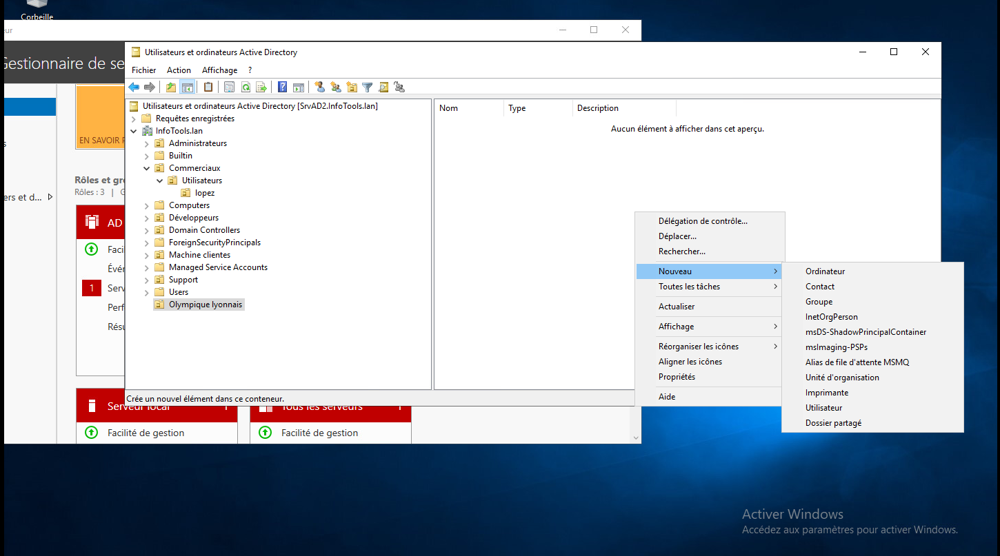 Corbeille
eur
Gestionnaire de se
Utilisateurs et ordinateurs Active Directory
Fichier Action Affichage ?
Utilisateurs et ordinateurs Active Directory [SrvAD2.InfoTools.lan]
Requêtes enregistrées
InfoTools.lan
Administrateurs
Builtin
Commerciaux
Utilisateurs
lopez
Computers
Développeurs
Domain Controllers
ForeignSecurityPrincipals
Machine clientes
Managed Service Accounts
Support
Users
Olympique lyonnais
Nom Type Description
Aucun élément à afficher dans cet aperçu.
Délégation de contrôle...
Déplacer...
Rechercher...
Nouveau
Toutes les tâches
Actualiser
Affichage
Réorganiser les icônes
Aligner les icônes
Propriétés
Aide
Ordinateur
Contact
Groupe
InetOrgPerson
msDS-ShadowPrincipalContainer
msImaging-PSPs
Alias de file d'attente MSMQ
Unité d'organisation
Imprimante
Utilisateur
Dossier partagé
Crée un nouvel élément dans ce conteneur.
EN SAVOIR P
s
ers et d...
Rôles et gro
Rôles : 3 | G
AD
Faci
Évén
1 Serv
Perf
Résu
Serveur local 1
Facilité de gestion
Tous les serveurs 1
Facilité de gestion
Activer Windows
Accédez aux paramètres pour activer Windows.